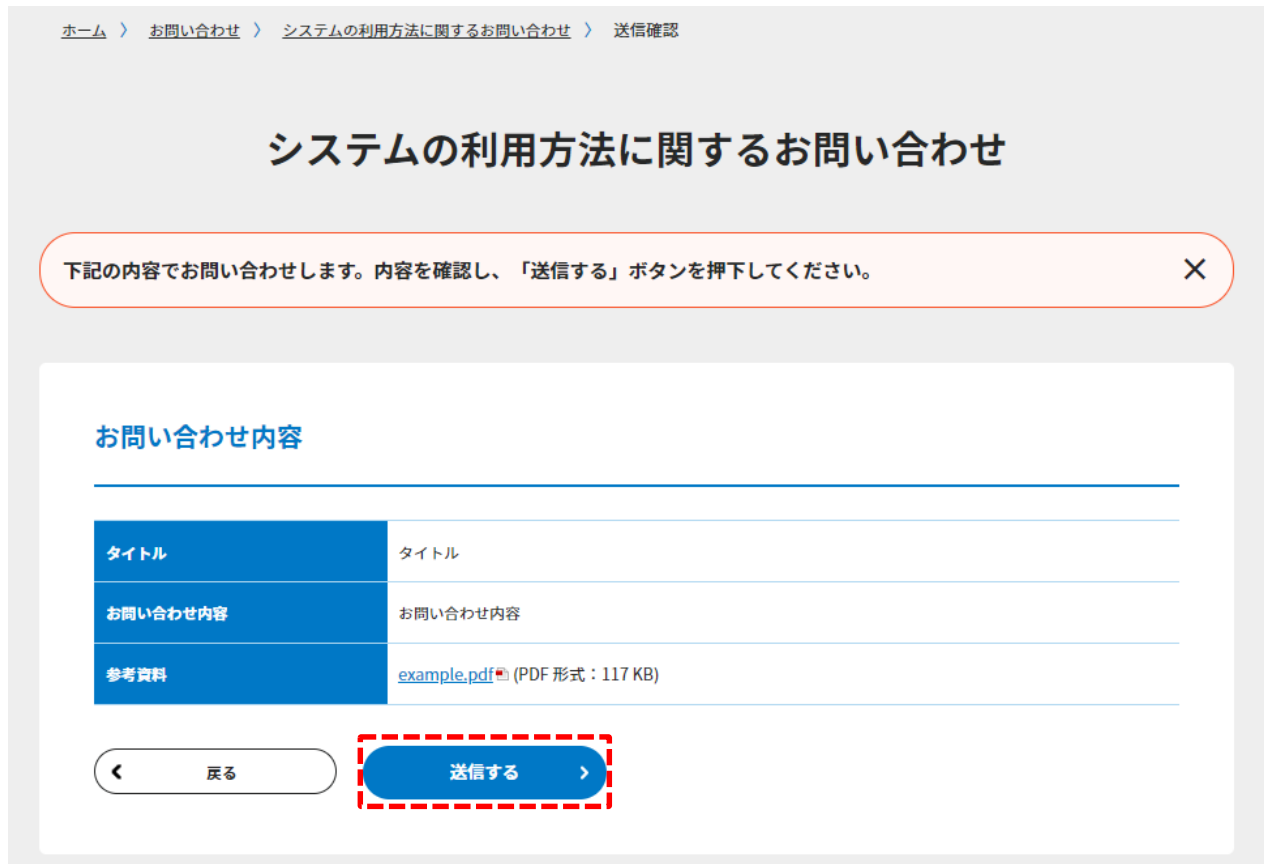 ホーム 〉 お問い合わせ 〉 システムの利用方法に関するお問い合わせ 〉 送信確認
システムの利用方法に関するお問い合わせ
下記の内容でお問い合わせします。内容を確認し、「送信する」ボタンを押下してください。
お問い合わせ内容
タイトル タイトル
お問い合わせ内容 お問い合わせ内容
参考資料 example.pdf (PDF 形式：117 KB)
戻る 送信する